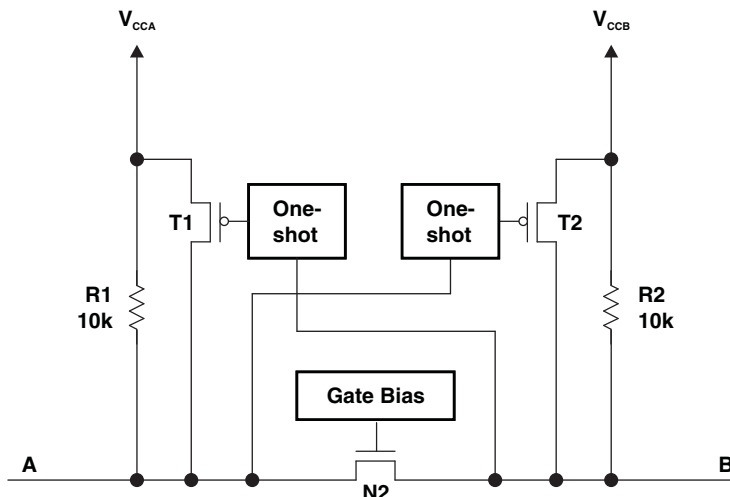 VCCA
VCCB
T1
One-
shot
One-
shot
T2
R1
10k
R2
10k
Gate Bias
A
B
N2